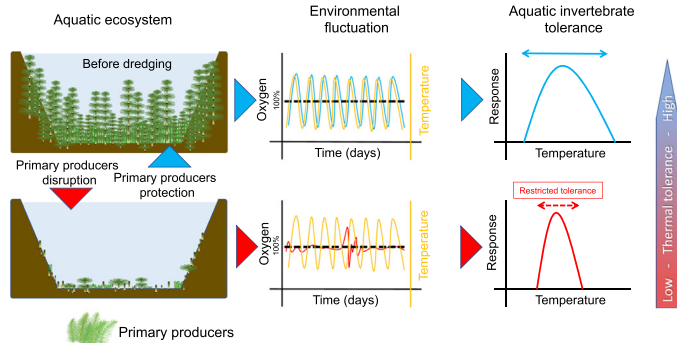 Aquatic ecosystem
Environmental
fluctuation
Aquatic invertebrate
tolerance
Before dredging
Oxygen
100%
Temperature
Time (days)
Response
Temperature
Primary producers
disruption
Primary producers
protection
Oxygen
100%
Temperature
Time (days)
Restricted tolerance
Response
Temperature
Low - Thermal tolerance - High
Primary producers